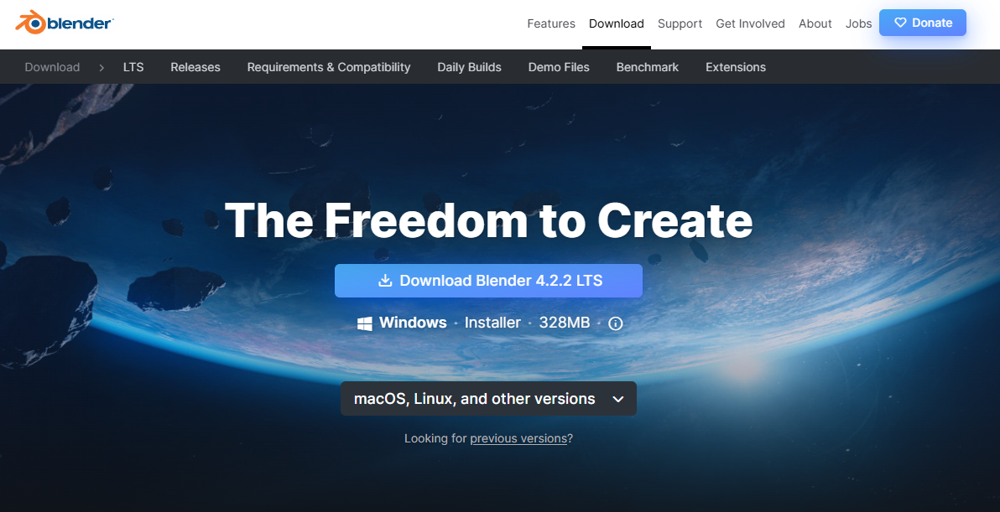 blender
Features Download Support Get Involved About Jobs Donate
Download LTS Releases Requirements & Compatibility Daily Builds Demo Files Benchmark Extensions
The Freedom to Create
Download Blender 4.2.2 LTS
Windows · Installer · 328MB ·
macOS, Linux, and other versions
Looking for previous versions?